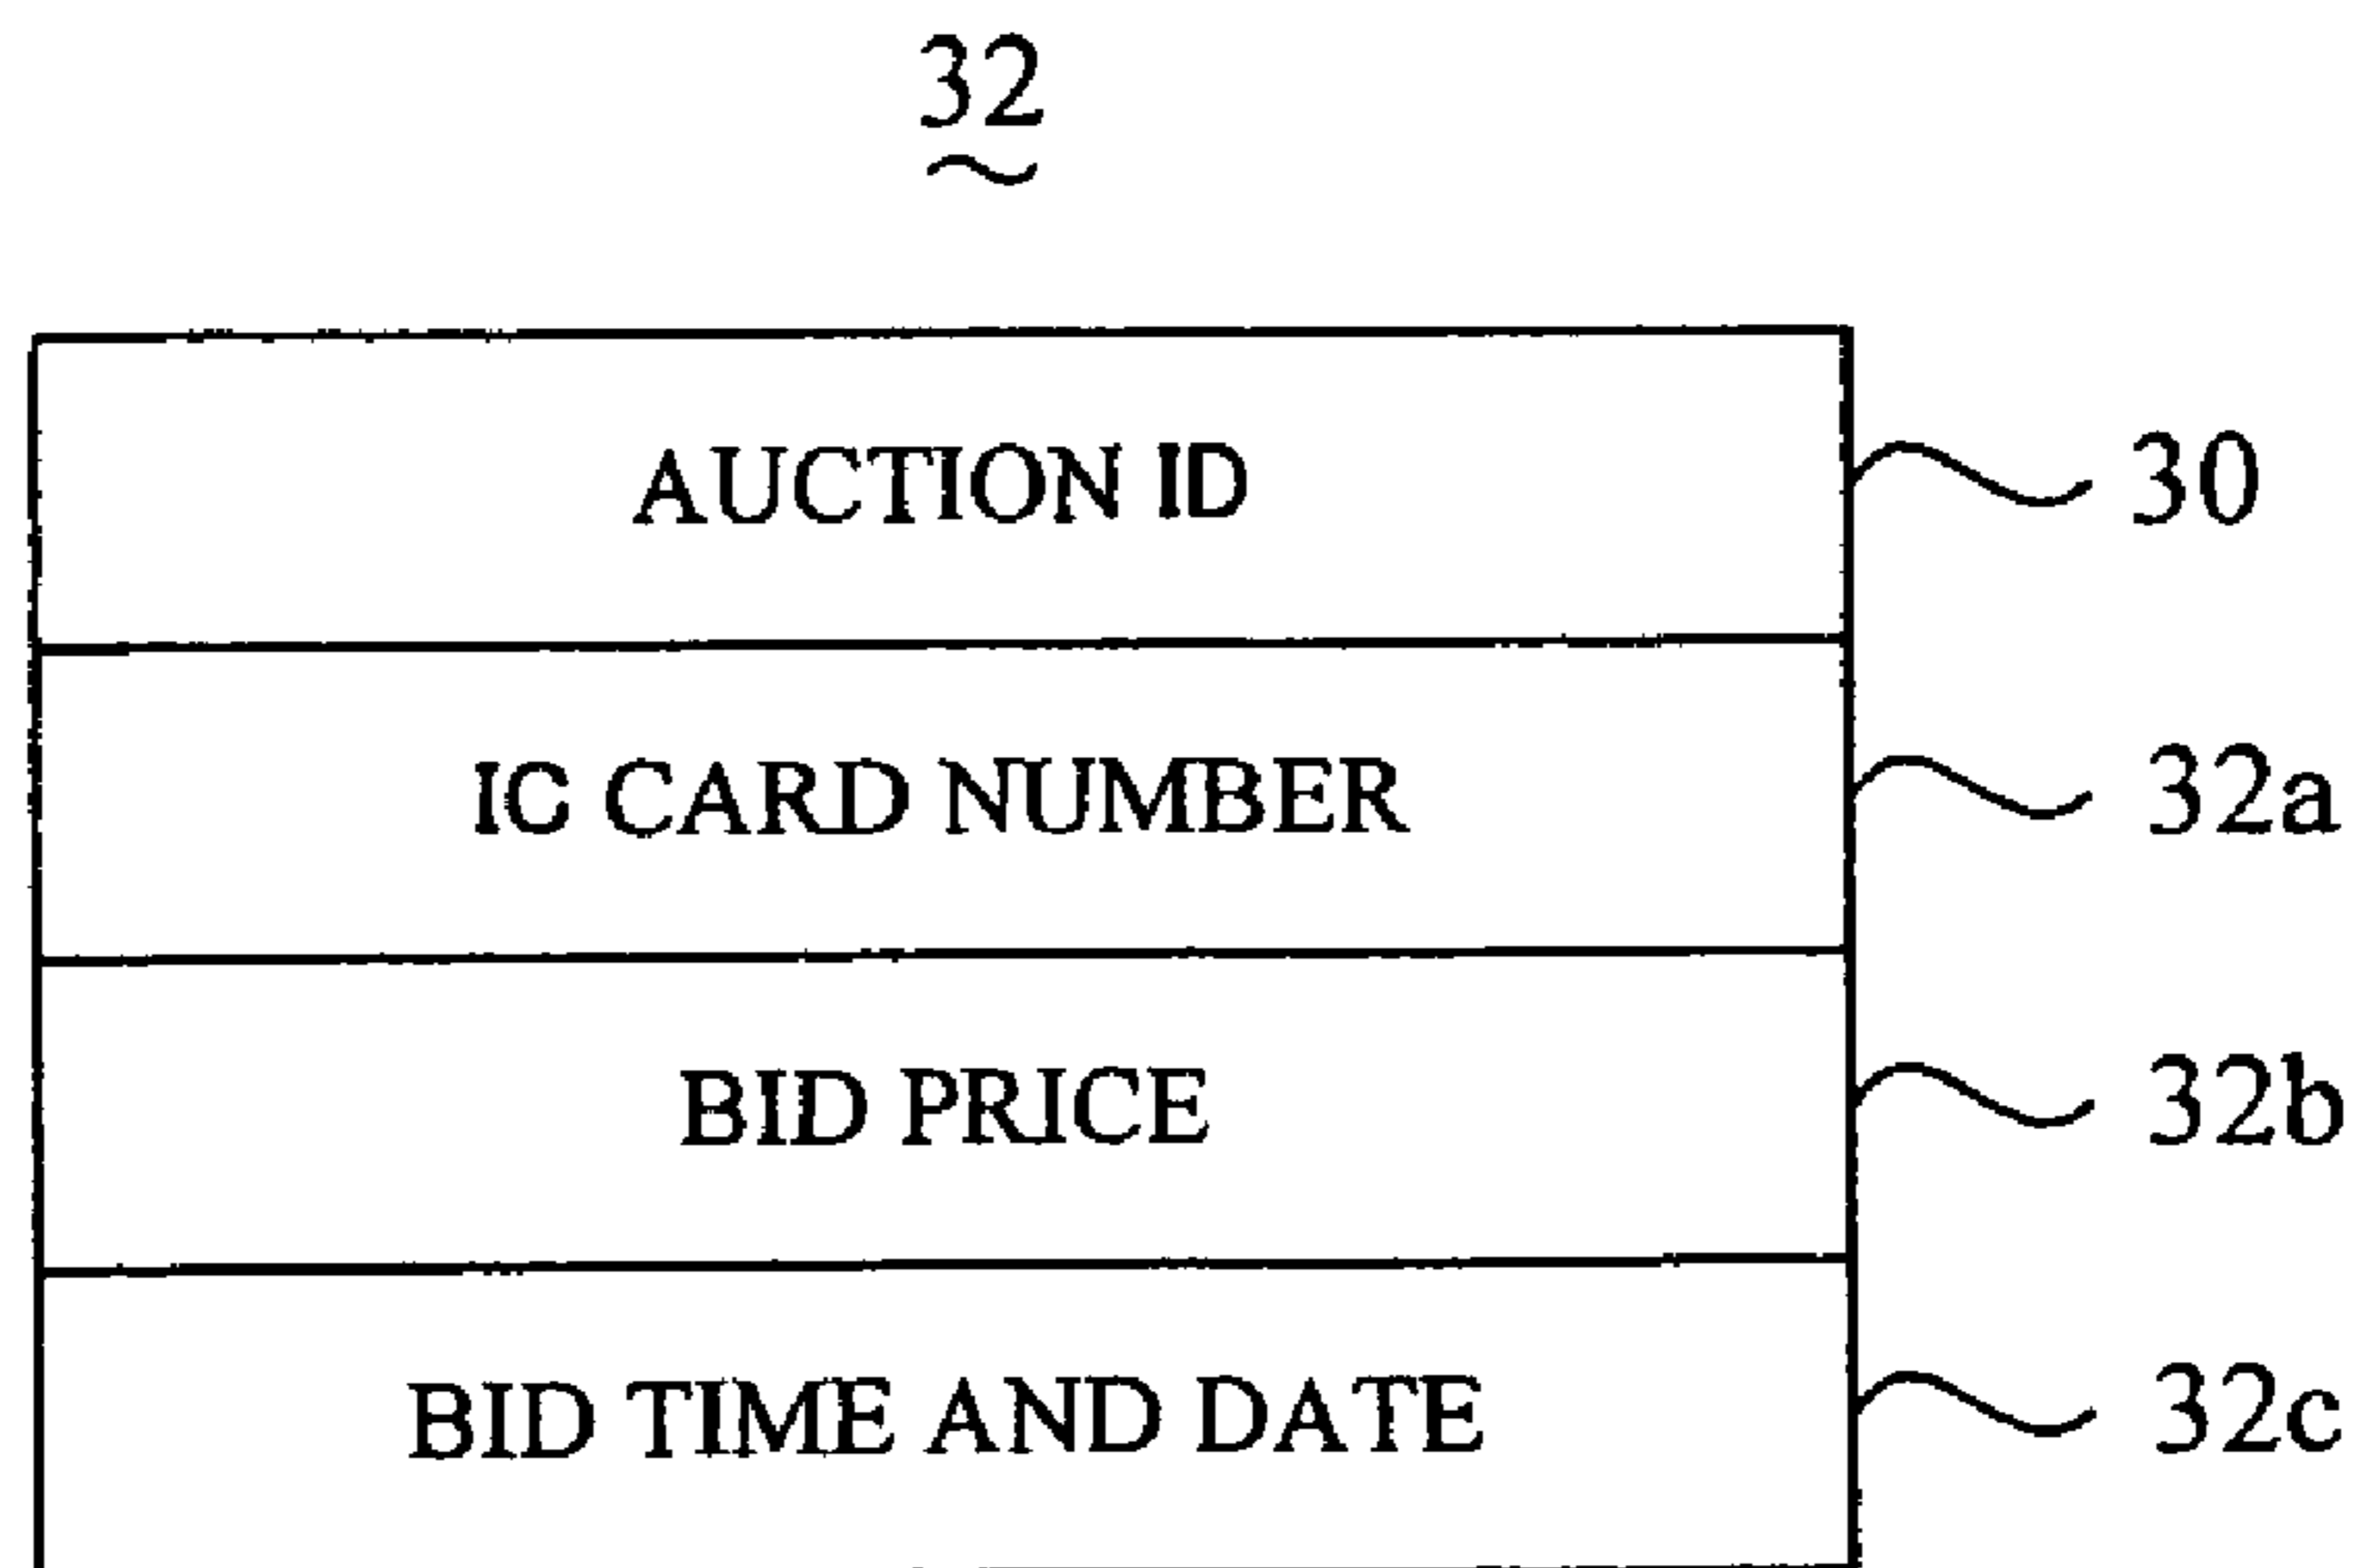 32
AUCTION ID 30
IC CARD NUMBER 32a
BID PRICE 32b
BID TIME AND DATE 32c